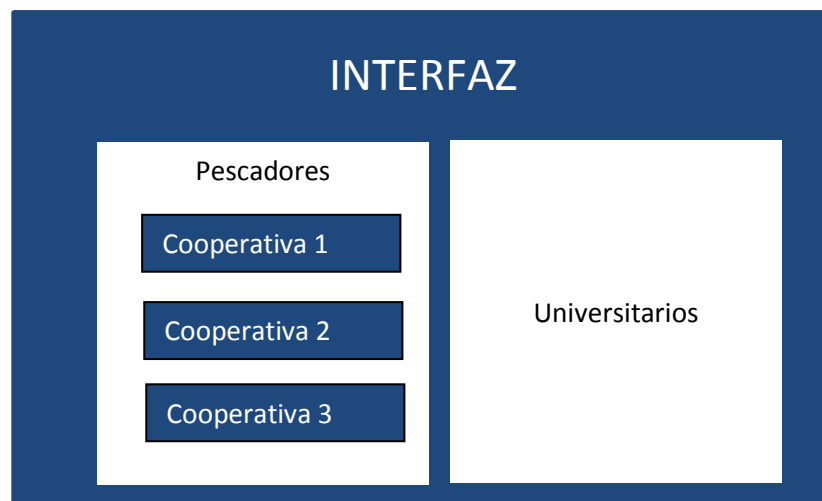 INTERFAZ
Pescadores
Cooperativa 1
Cooperativa 2
Cooperativa 3
Universitarios